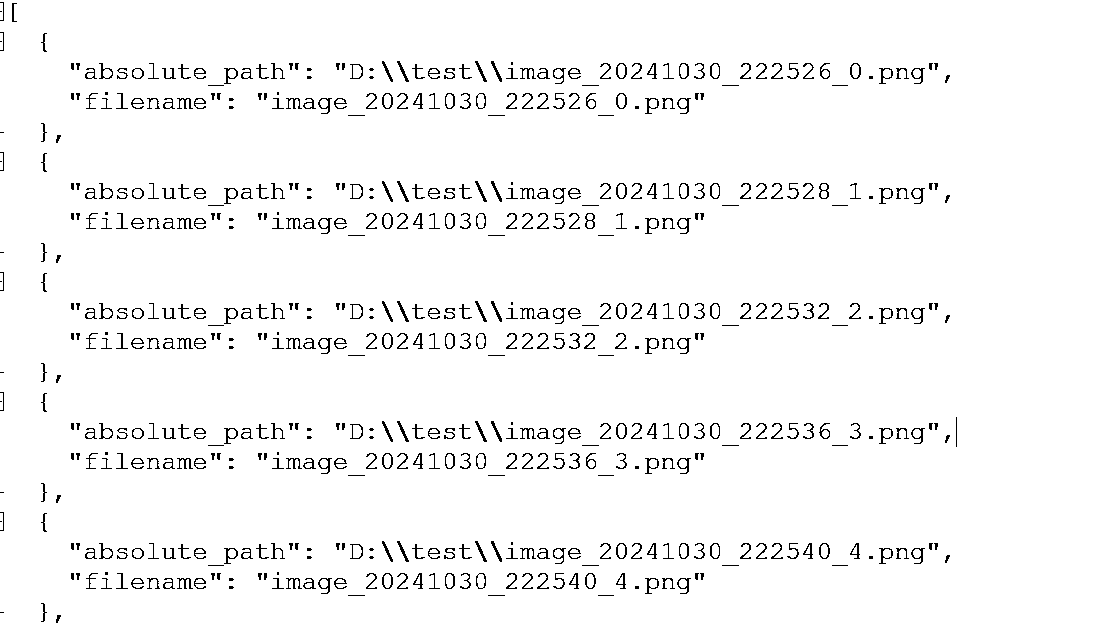 [
{
"absolute_path": "D:\\test\\image_20241030_222526_0.png",
"filename": "image_20241030_222526_0.png"
},
{
"absolute_path": "D:\\test\\image_20241030_222528_1.png",
"filename": "image_20241030_222528_1.png"
},
{
"absolute_path": "D:\\test\\image_20241030_222532_2.png",
"filename": "image_20241030_222532_2.png"
},
{
"absolute_path": "D:\\test\\image_20241030_222536_3.png",
"filename": "image_20241030_222536_3.png"
},
{
"absolute_path": "D:\\test\\image_20241030_222540_4.png",
"filename": "image_20241030_222540_4.png"
},